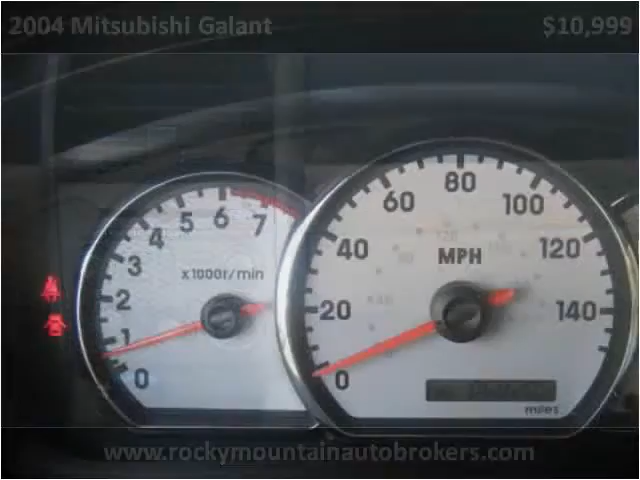 2004 Mitsubishi Galant $10,999
0 1 2 3 4 5 6 7
x1000r/min
0 20 40 60 80 100 120 140
MPH
miles
www.rockymountainautobrokers.com